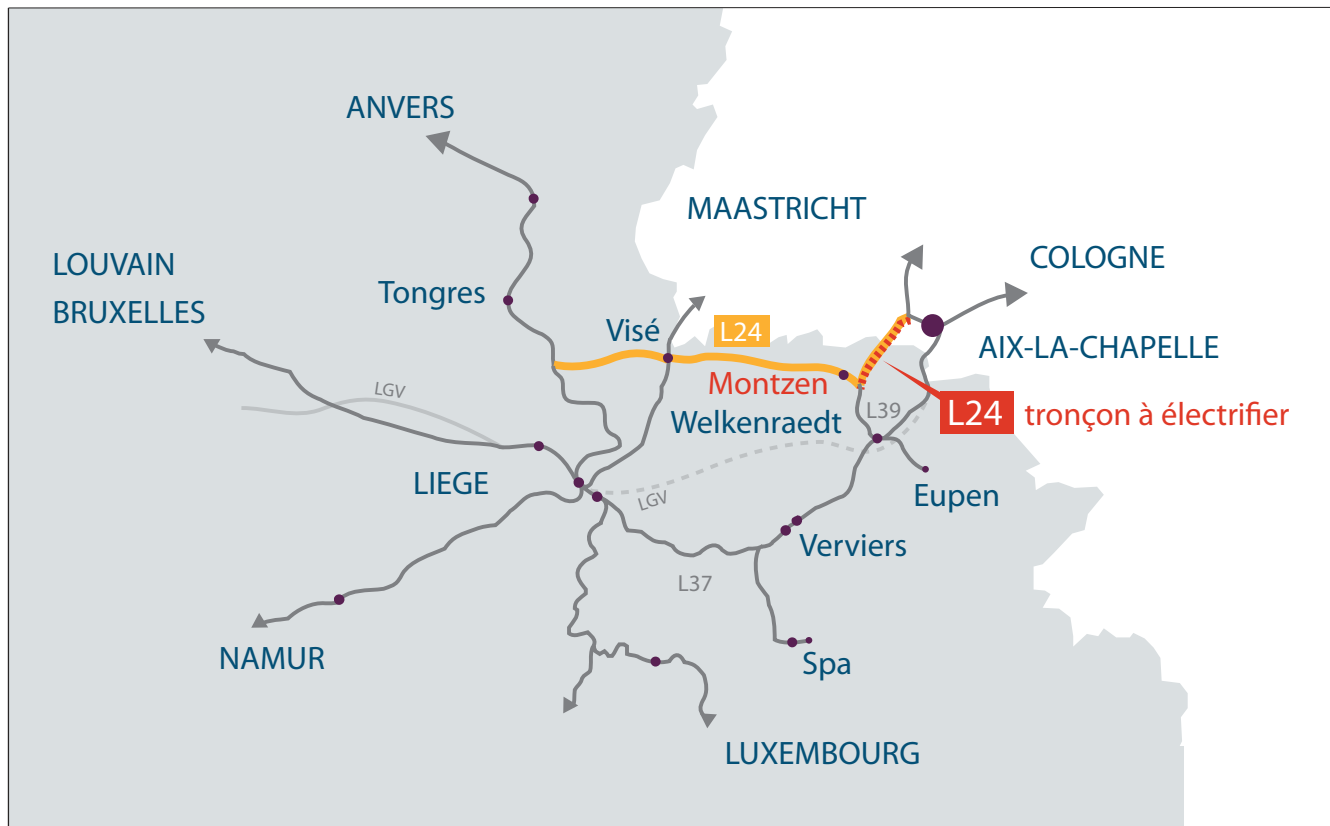 ANVERS
MAASTRICHT
COLOGNE
LOUVAIN
BRUXELLES
Tongres
Visé
L24
AIX-LA-CHAPELLE
Montzen
LGV
L39
L24 tronçon à électrifier
Welkenraedt
LIEGE
LGV
Eupen
Verviers
L37
NAMUR
Spa
LUXEMBOURG